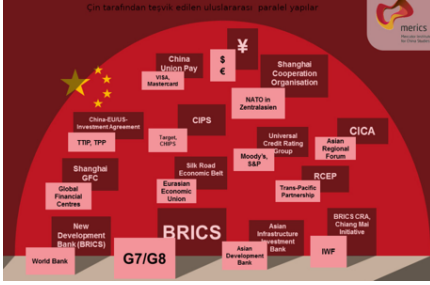 Çin tarafından teşvik edilen uluslararası paralel yapılar
merics
China
Union Pay
VISA,
Mastercard
¥
$
€
Shanghai
Cooperation
Organisation
NATO in
Zentralasien
China-EU/US-
Investment Agreement
TTIP, TPP
CIPS
Target,
CHIPS
Universal
Credit Rating
Group
Moody's,
S&P
CICA
Asian
Regional
Forum
Shanghai
GFC
Global
Financial
Centres
Silk Road
Economic Belt
Eurasian
Economic
Union
RCEP
Trans-Pacific
Partnership
New
Development
Bank (BRICS)
World Bank
BRICS
G7/G8
Asian
Infrastructure
Investment
Bank
Asian
Development
Bank
BRICS CRA,
Chiang Mai
Initiative
IWF